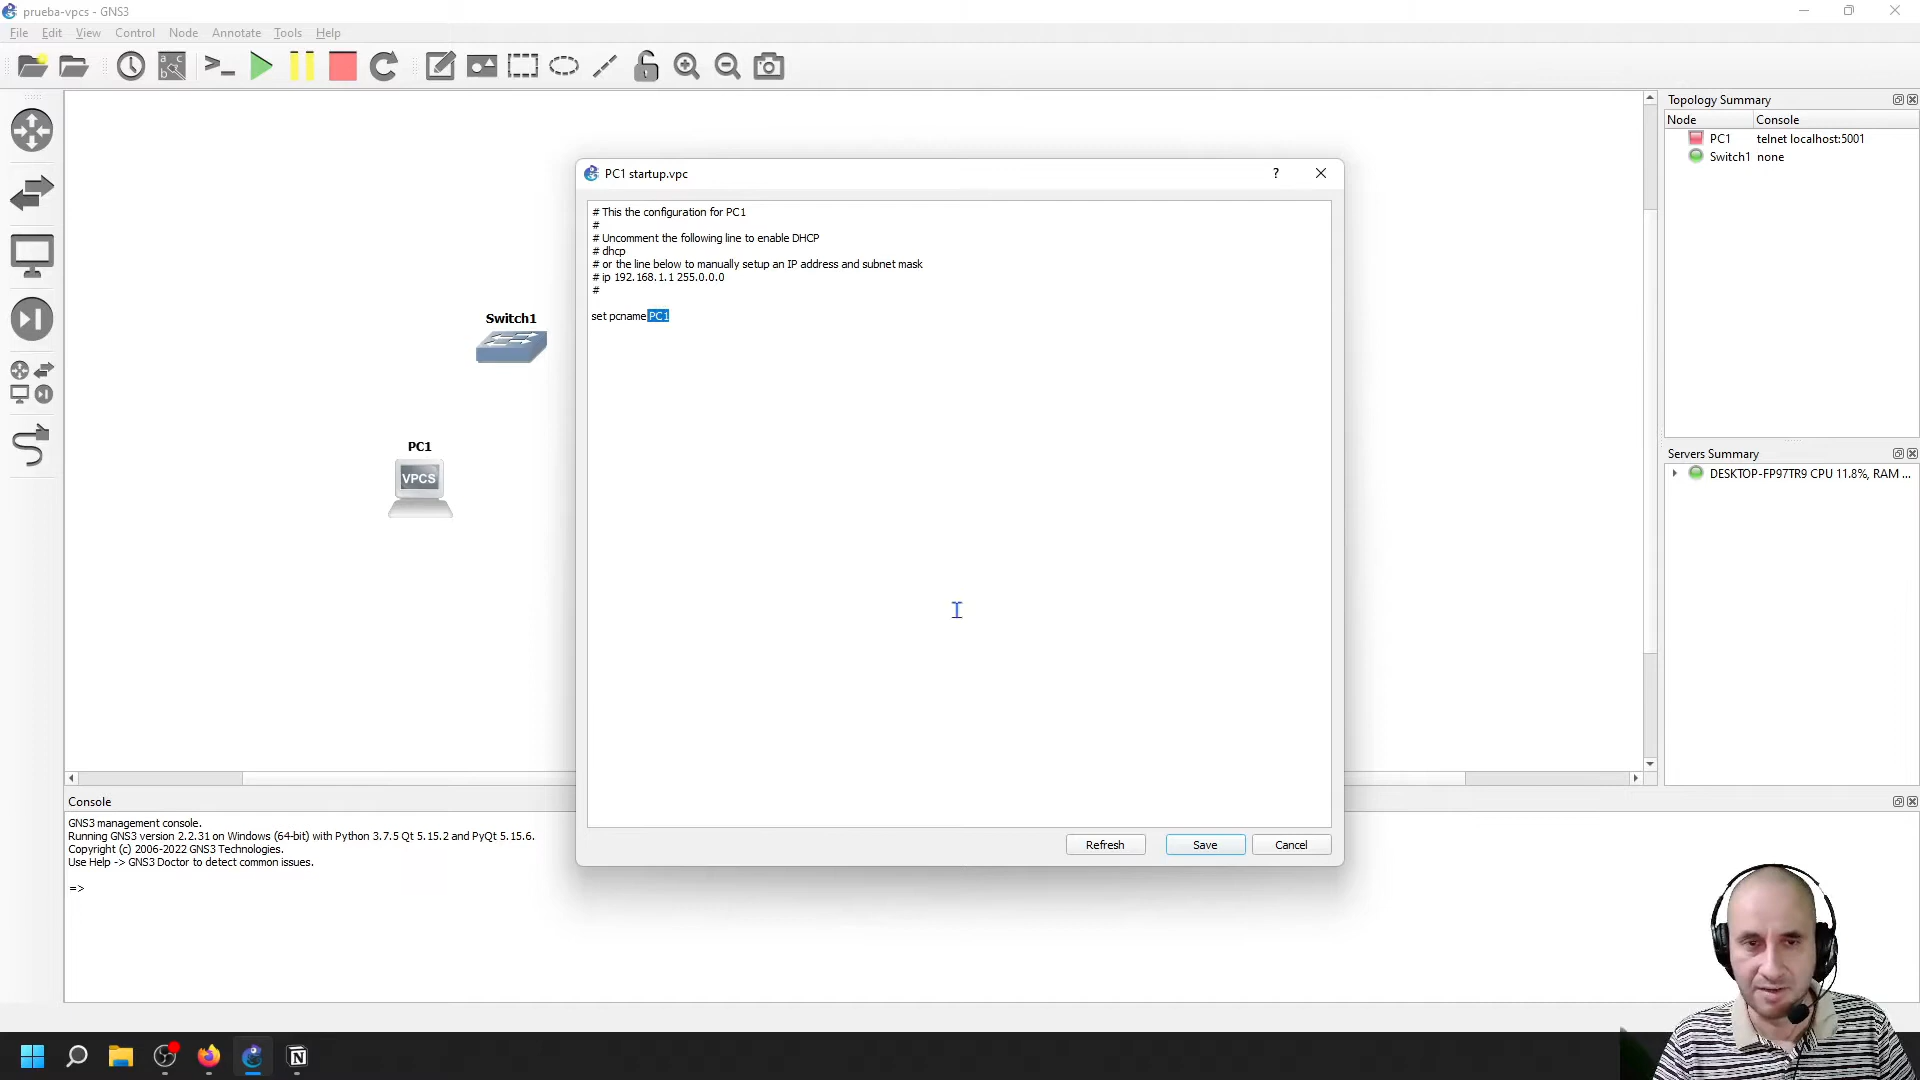 prueba-vpcs - GNS3
File Edit View Control Node Annotate Tools Help
Topology Summary
Node Console
PC1 telnet localhost:5001
Switch1 none
PC1 startup.vpc
?
# This the configuration for PC1
#
# Uncomment the following line to enable DHCP
# dhcp
# or the line below to manually setup an IP address and subnet mask
# ip 192.168.1.1 255.0.0.0
#
set pcname PC1
Switch1
PC1
VPCS
Servers Summary
DESKTOP-FP97TR9 CPU 11.8%, RAM ...
Refresh Save Cancel
Console
GNS3 management console.
Running GNS3 version 2.2.31 on Windows (64-bit) with Python 3.7.5 Qt 5.15.2 and PyQt 5.15.6.
Copyright (c) 2006-2022 GNS3 Technologies.
Use Help -> GNS3 Doctor to detect common issues.
=>